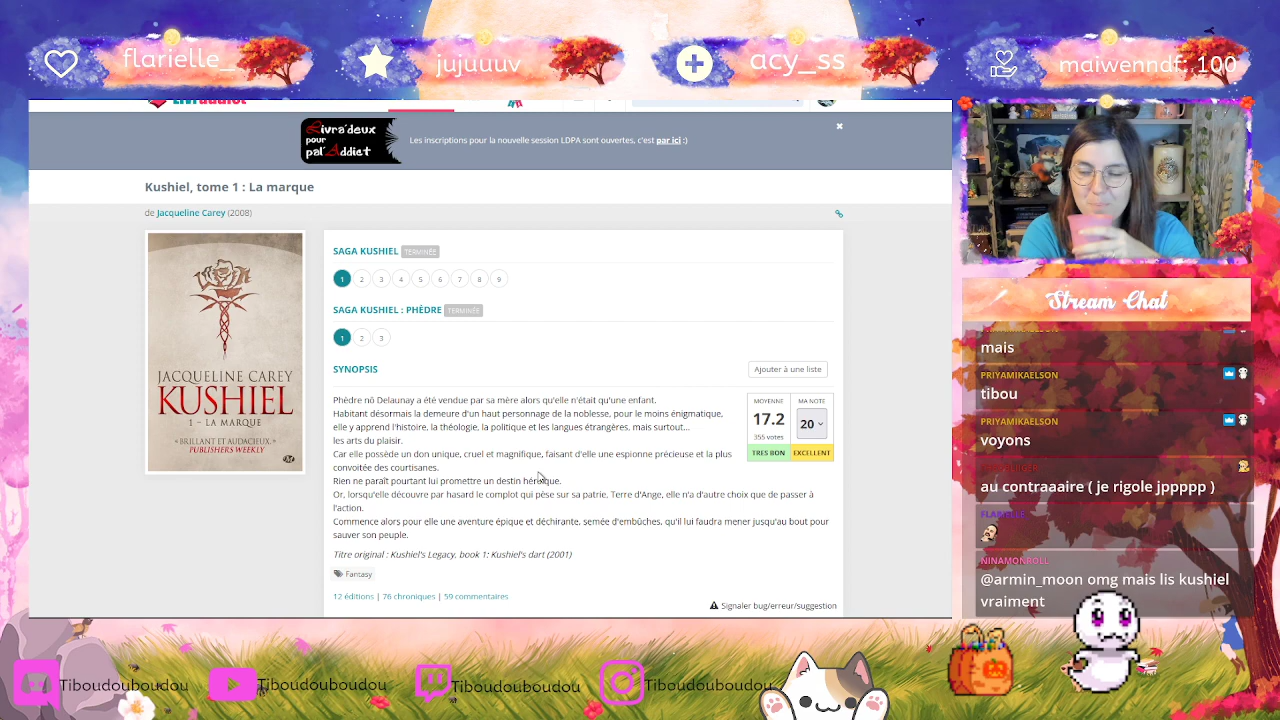 flarielle_
jujuuuv
acy_ss
maiwenndf: 100
Livraddict
Livra'deux
pour
pal'Addict
Les inscriptions pour la nouvelle session LDPA sont ouvertes, c'est par ici :)
Kushiel, tome 1 : La marque
de Jacqueline Carey (2008)
JACQUELINE CAREY
KUSHIEL
1 – LA MARQUE
« BRILLANT ET AUDACIEUX. »
PUBLISHERS WEEKLY
SAGA KUSHIEL TERMINÉE
1 2 3 4 5 6 7 8 9
SAGA KUSHIEL : PHÈDRE TERMINÉE
1 2 3
SYNOPSIS
Ajouter à une liste
Phèdre nó Delaunay a été vendue par sa mère alors qu'elle n'était qu'une enfant.
Habitant désormais la demeure d'un haut personnage de la noblesse, pour le moins énigmatique,
elle y apprend l'histoire, la théologie, la politique et les langues étrangères, mais surtout...
les arts du plaisir.
Car elle possède un don unique, cruel et magnifique, faisant d'elle une espionne précieuse et la plus
convoitée des courtisanes.
Rien ne paraît pourtant lui promettre un destin héroïque.
Or, lorsqu'elle découvre par hasard le complot qui pèse sur sa patrie, Terre d'Ange, elle n'a d'autre choix que de passer à
l'action.
Commence alors pour elle une aventure épique et déchirante, semée d'embûches, qu'il lui faudra mener jusqu'au bout pour
sauver son peuple.
MOYENNE
17.2
355 votes
TRES BON
MA NOTE
20
EXCELLENT
Titre original : Kushiel's Legacy, book 1: Kushiel's dart (2001)
Fantasy
12 éditions | 76 chroniques | 59 commentaires
Signaler bug/erreur/suggestion
Stream Chat
mais
PRIYAMIKAELSON
tibou
PRIYAMIKAELSON
voyons
au contraaaire ( je rigole jppppp )
FLARIELLE_
NINAMONROLL
@armin_moon omg mais lis kushiel
vraiment
Tiboudouboudou
Tiboudouboudou
Tiboudouboudou
Tiboudouboudou